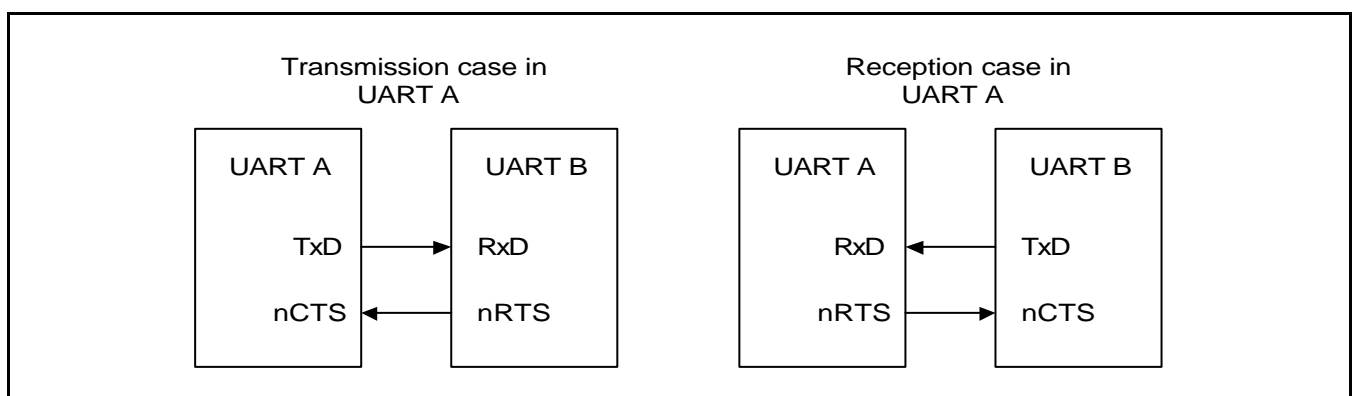 Transmission case in
UART A
UART A
UART B
TxD
RxD
nCTS
nRTS
Reception case in
UART A
UART A
UART B
RxD
TxD
nRTS
nCTS